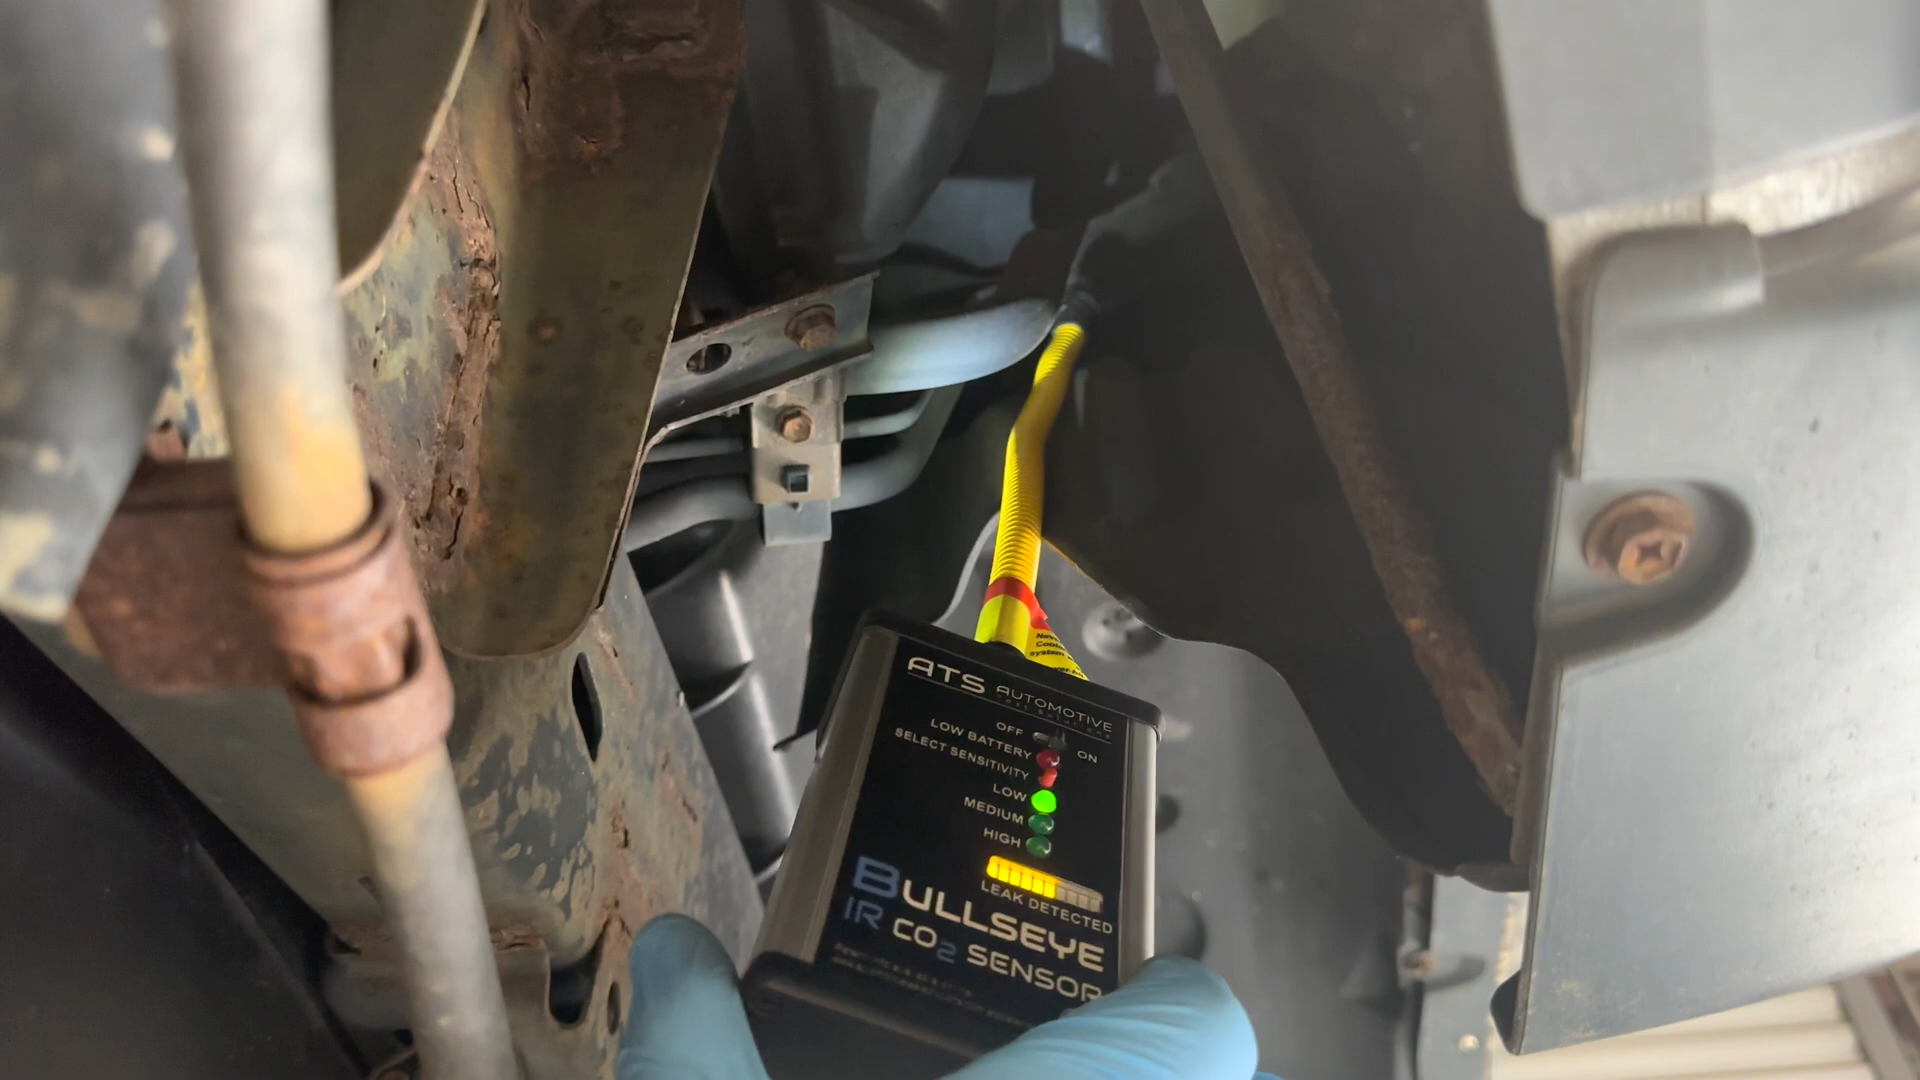 ATS AUTOMOTIVE
OFF
ON
LOW BATTERY
SELECT SENSITIVITY
LOW
MEDIUM
HIGH
LEAK DETECTED
BULLSEYE
IR CO2 SENSOR